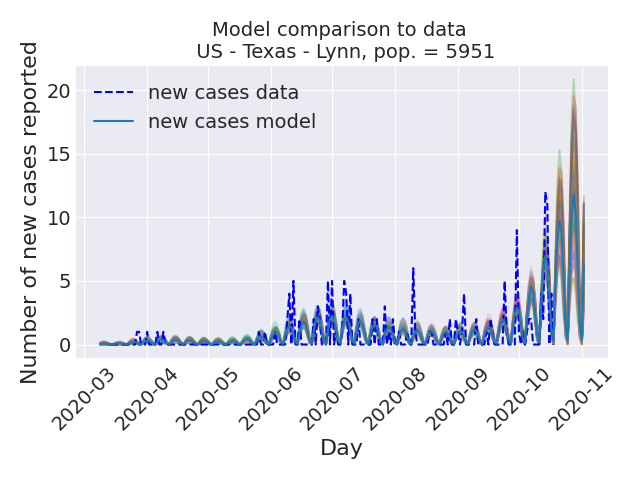 Model comparison to data
US - Texas - Lynn, pop. = 5951
Number of new cases reported
20
15
10
5
0
new cases data
new cases model
2020-03
2020-04
2020-05
2020-06
2020-07
2020-08
2020-09
2020-10
2020-11
Day